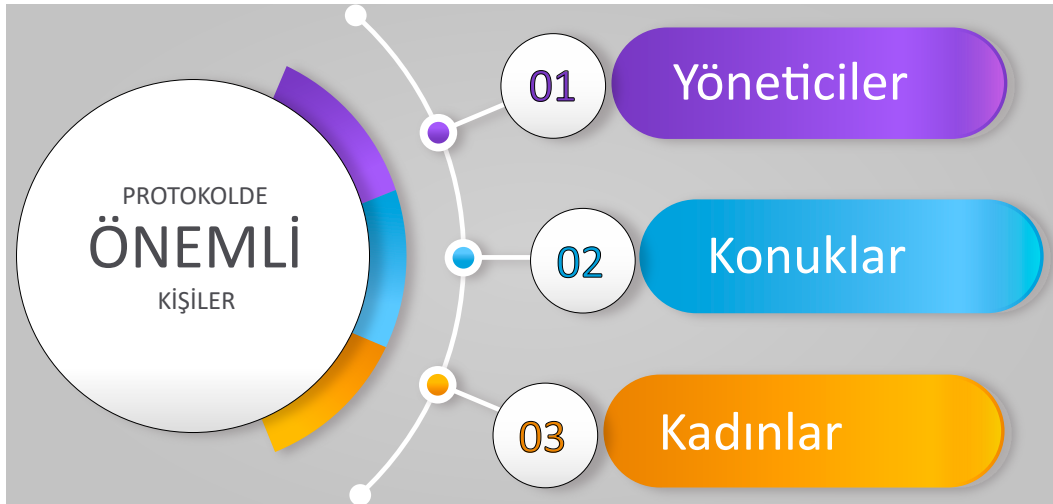 PROTOKOLDE
ÖNEMLİ
KİŞİLER
01
Yöneticiler
02
Konuklar
03
Kadınlar